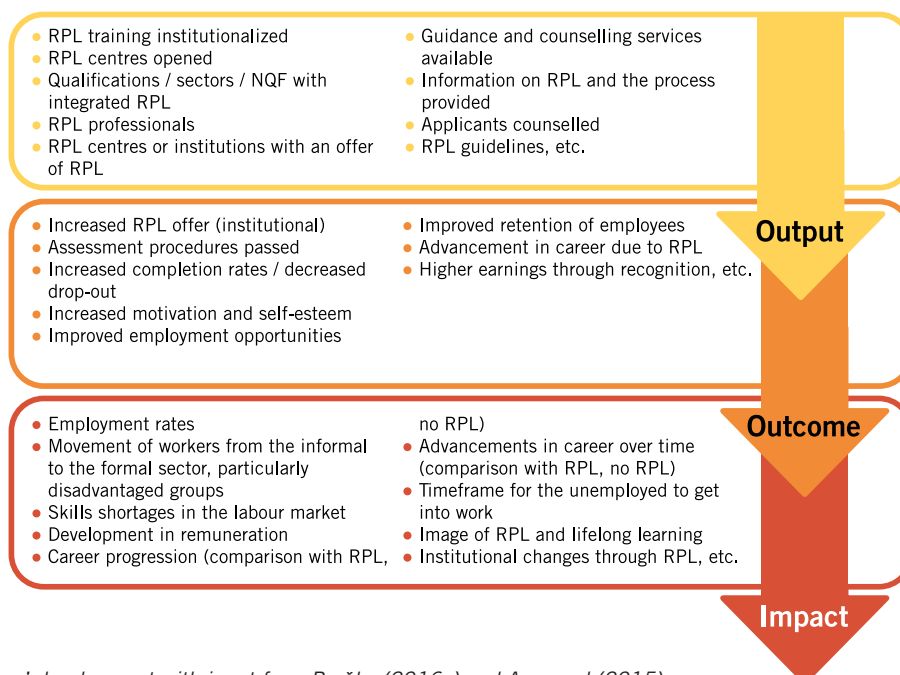 • RPL training institutionalized
• RPL centres opened
• Qualifications / sectors / NQF with
integrated RPL
• RPL professionals
• RPL centres or institutions with an offer
of RPL
• Guidance and counselling services
available
• Information on RPL and the process
provided
• Applicants counselled
• RPL guidelines, etc.
Output
• Increased RPL offer (institutional)
• Assessment procedures passed
• Increased completion rates / decreased
drop-out
• Increased motivation and self-esteem
• Improved employment opportunities
• Improved retention of employees
• Advancement in career due to RPL
• Higher earnings through recognition, etc.
Outcome
• Employment rates
• Movement of workers from the informal
to the formal sector, particularly
disadvantaged groups
• Skills shortages in the labour market
• Development in remuneration
• Career progression (comparison with RPL,
no RPL)
• Advancements in career over time
(comparison with RPL, no RPL)
• Timeframe for the unemployed to get
into work
• Image of RPL and lifelong learning
• Institutional changes through RPL, etc.
Impact